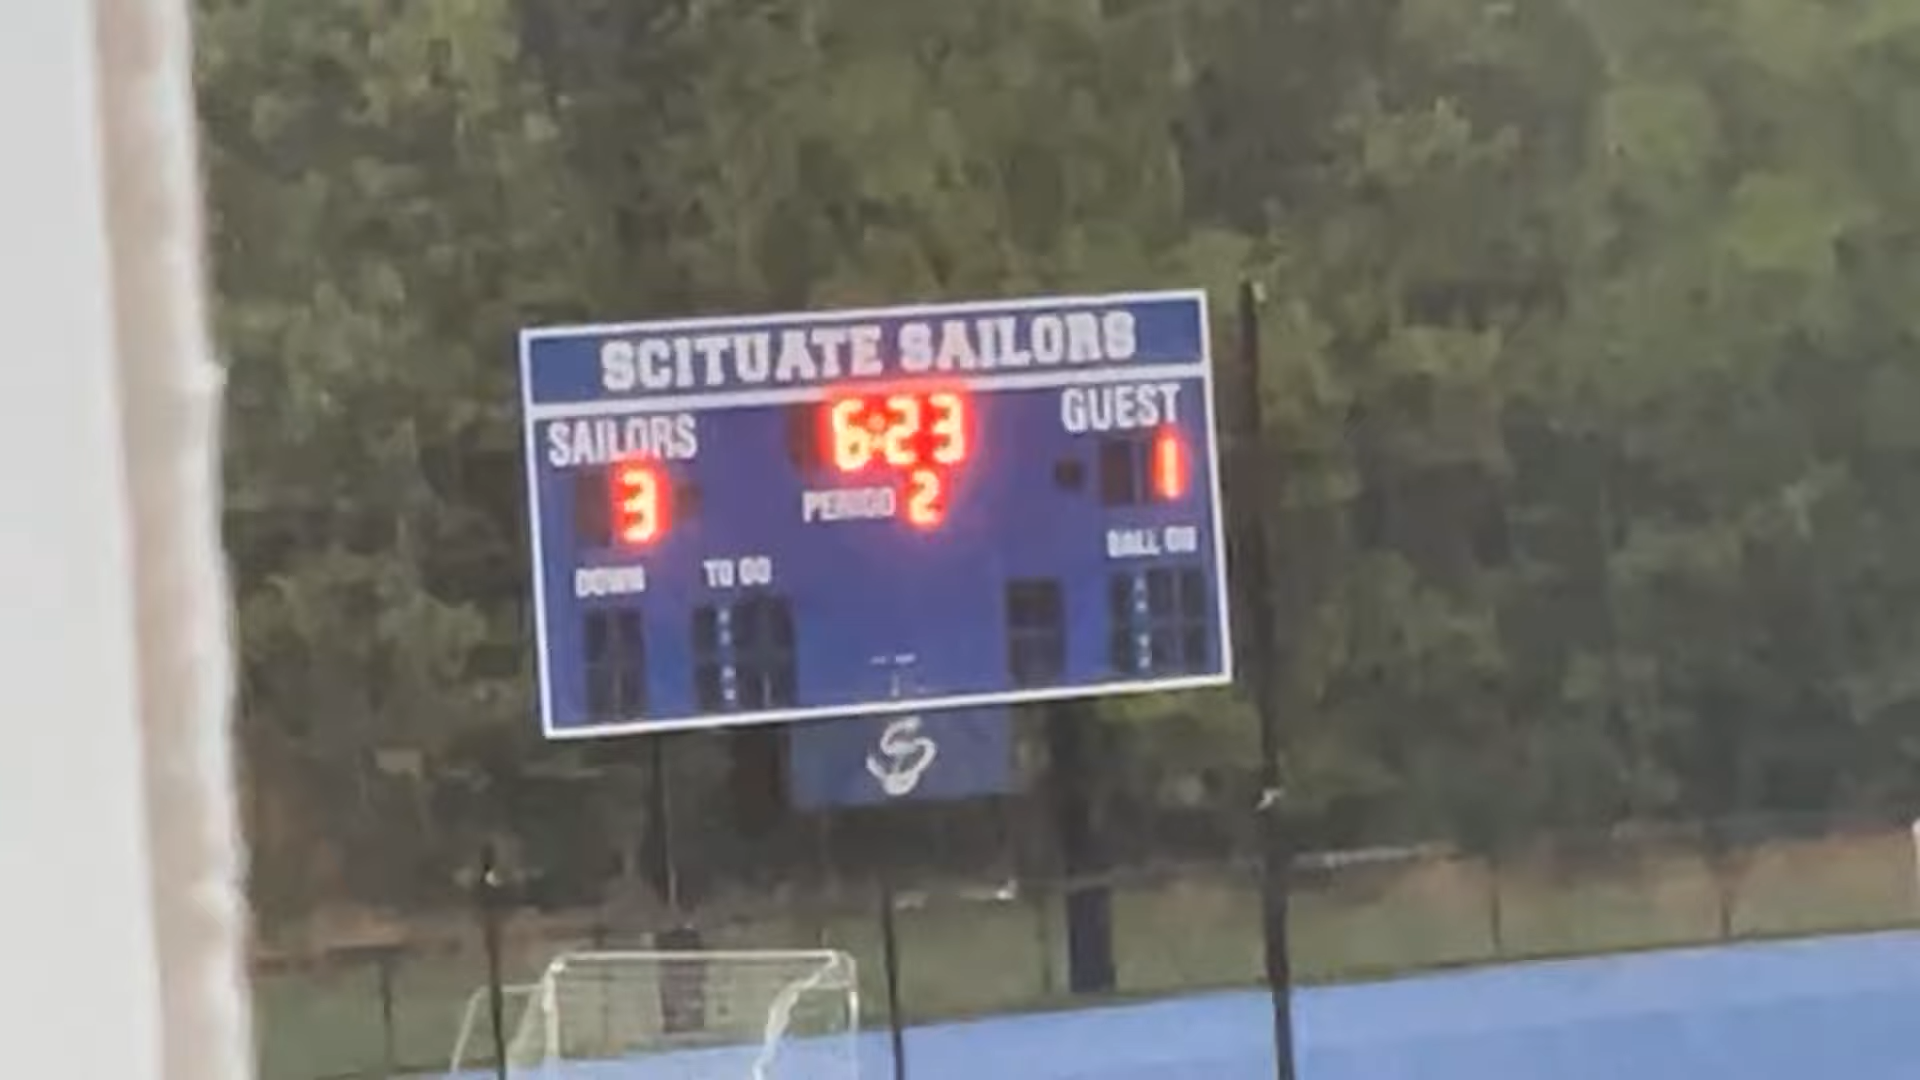 SCITUATE SAILORS
SAILORS 6:23 GUEST
3 PERIOD 2 1
DOWN TO GO BALL ON
S